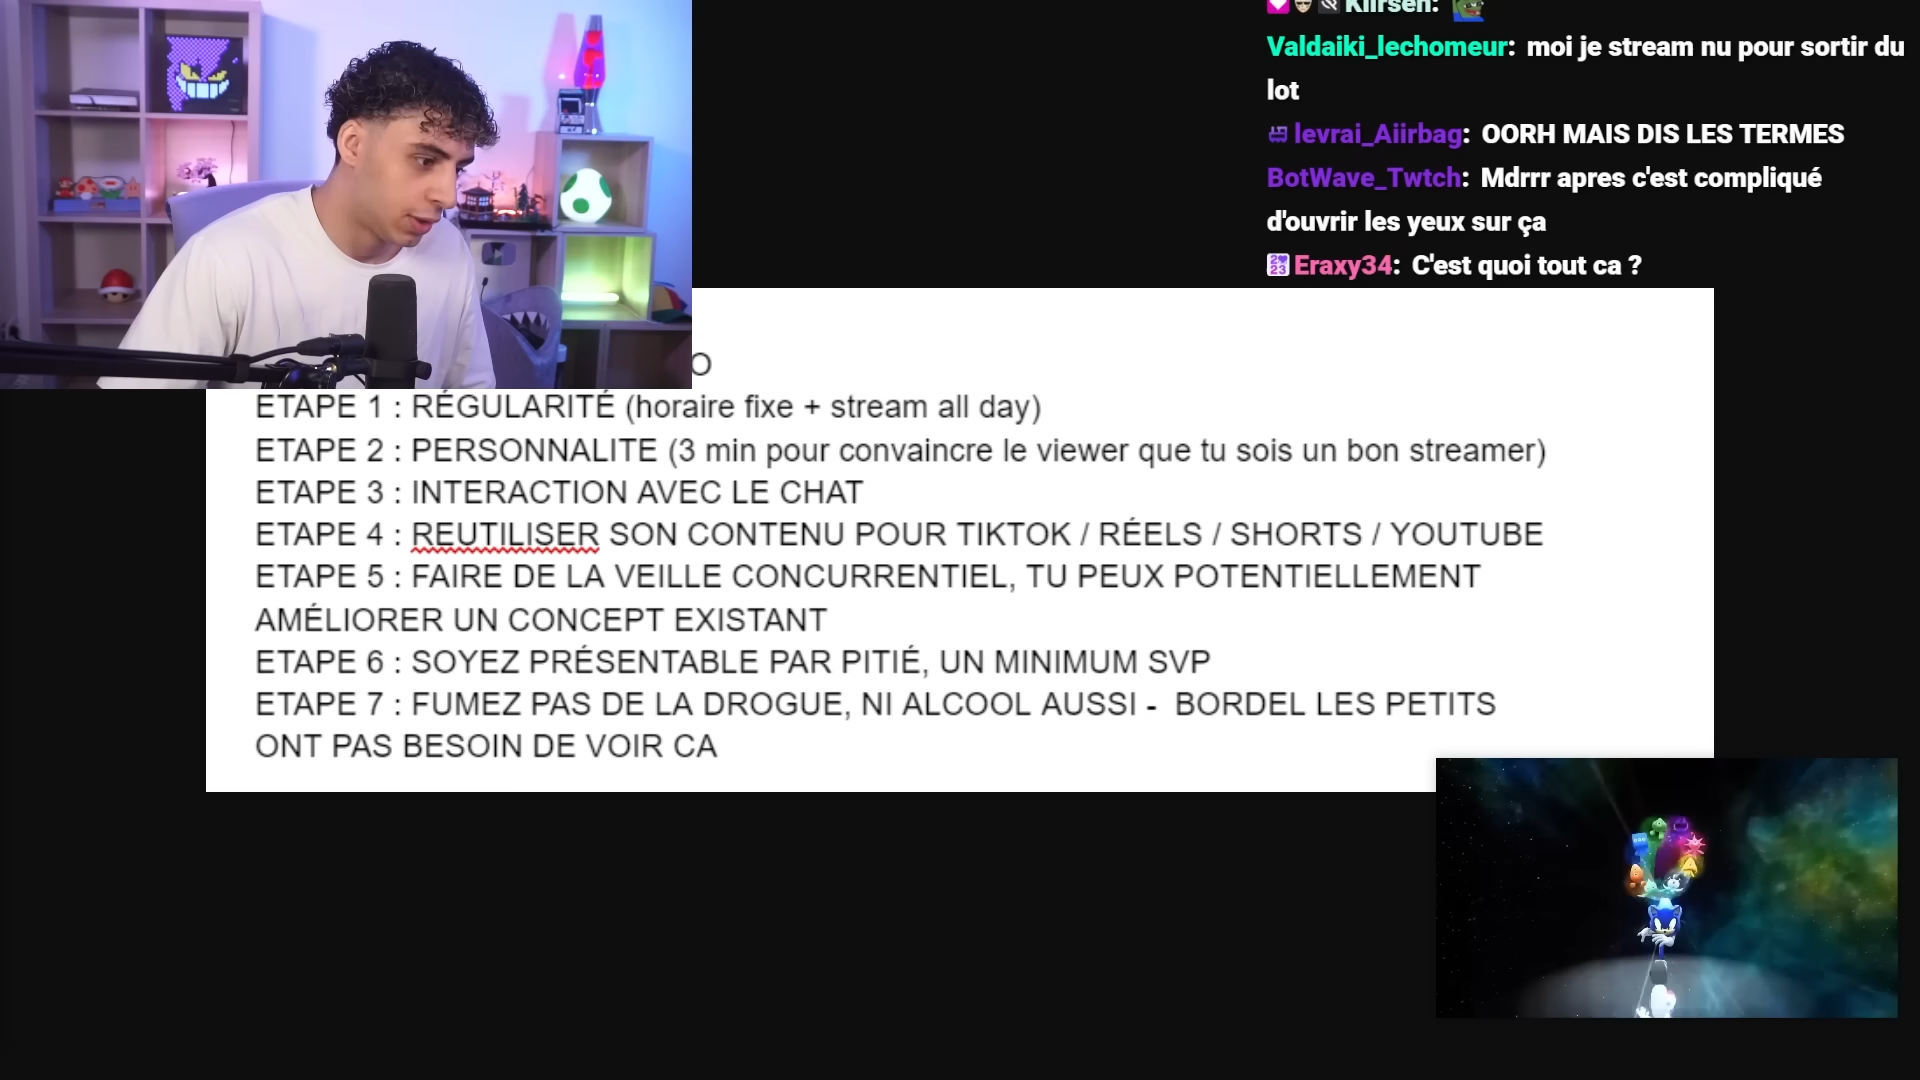 Kiirsen:
Valdaiki_lechomeur: moi je stream nu pour sortir du
lot
levrai_Aiirbag: OORH MAIS DIS LES TERMES
BotWave_Twtch: Mdrrr apres c'est compliqué
d'ouvrir les yeux sur ça
Eraxy34: C'est quoi tout ca ?
O
ETAPE 1 : RÉGULARITÉ (horaire fixe + stream all day)
ETAPE 2 : PERSONNALITE (3 min pour convaincre le viewer que tu sois un bon streamer)
ETAPE 3 : INTERACTION AVEC LE CHAT
ETAPE 4 : REUTILISER SON CONTENU POUR TIKTOK / RÉELS / SHORTS / YOUTUBE
ETAPE 5 : FAIRE DE LA VEILLE CONCURRENTIEL, TU PEUX POTENTIELLEMENT
AMÉLIORER UN CONCEPT EXISTANT
ETAPE 6 : SOYEZ PRÉSENTABLE PAR PITIÉ, UN MINIMUM SVP
ETAPE 7 : FUMEZ PAS DE LA DROGUE, NI ALCOOL AUSSI - BORDEL LES PETITS
ONT PAS BESOIN DE VOIR CA